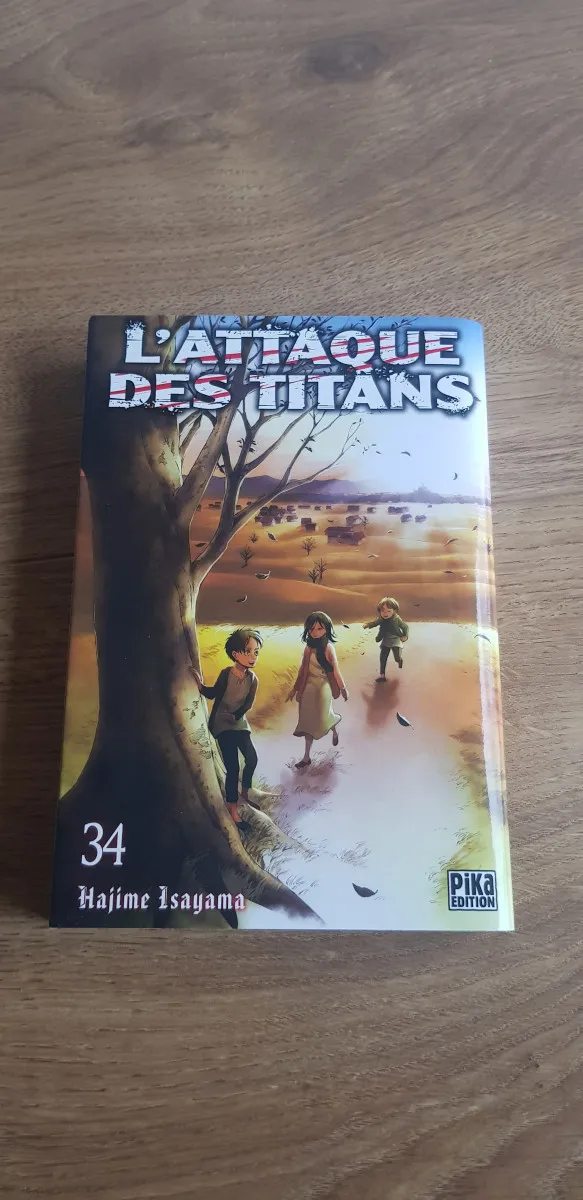 L'ATTAQUE
DES TITANS
34
Hajime Isayama
PiKa
EDITION